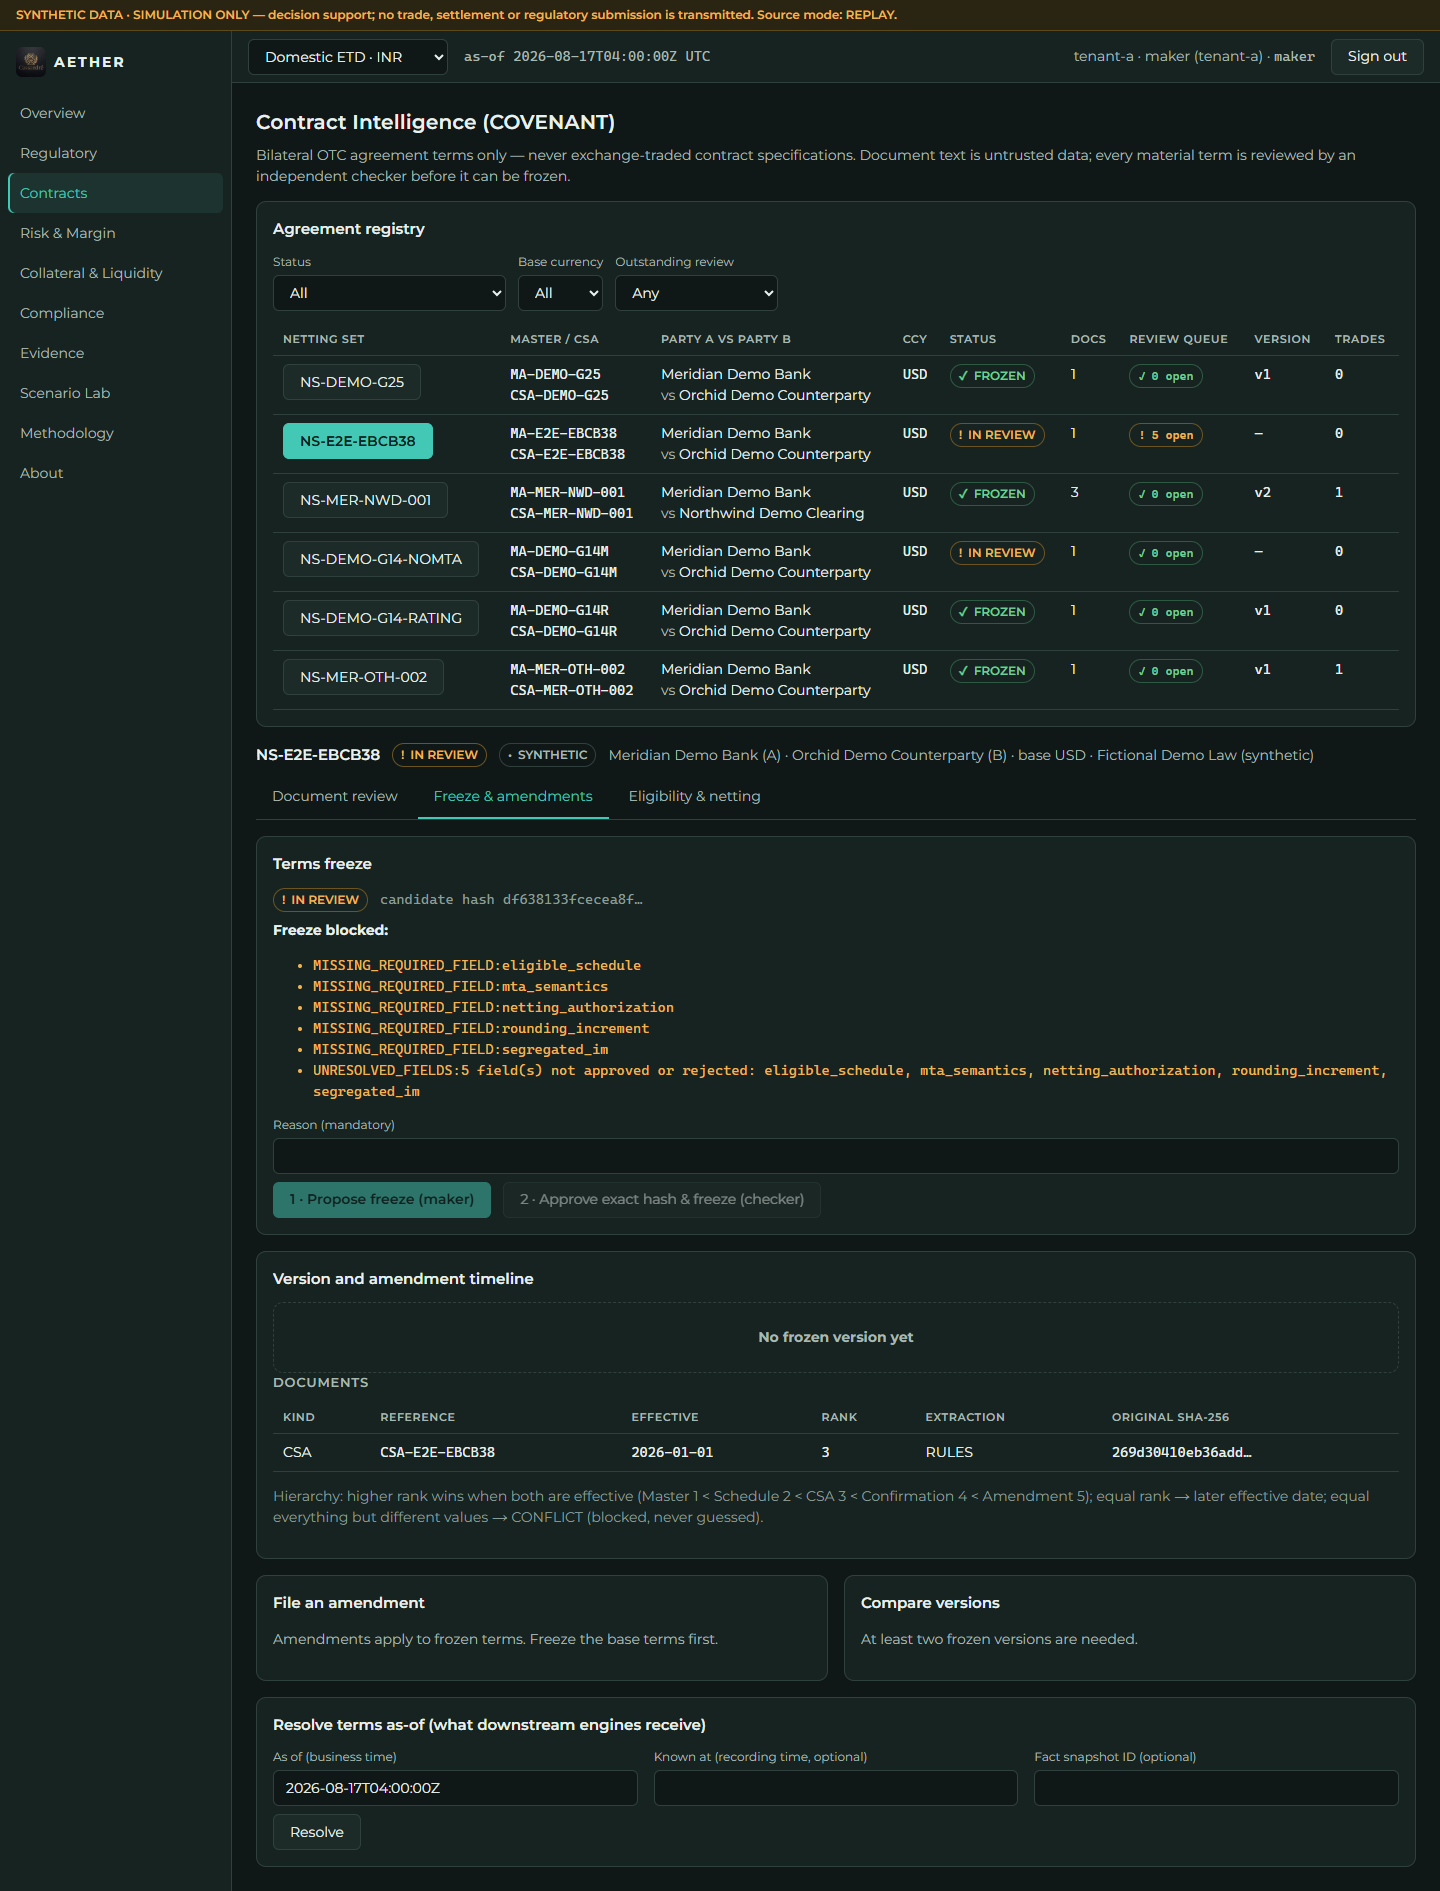 SYNTHETIC DATA · SIMULATION ONLY — decision support; no trade, settlement or regulatory submission is transmitted. Source mode: REPLAY.
AETHER
Domestic ETD · INR
as-of 2026-08-17T04:00:00Z UTC
tenant-a · maker (tenant-a) · maker
Sign out
Overview
Regulatory
Contracts
Risk & Margin
Collateral & Liquidity
Compliance
Evidence
Scenario Lab
Methodology
About
Contract Intelligence (COVENANT)
Bilateral OTC agreement terms only — never exchange-traded contract specifications. Document text is untrusted data; every material term is reviewed by an
independent checker before it can be frozen.
Agreement registry
Status Base currency Outstanding review
All All Any
NETTING SET MASTER / CSA PARTY A VS PARTY B CCY STATUS DOCS REVIEW QUEUE VERSION TRADES
NS-DEMO-G25 MA-DEMO-G25 Meridian Demo Bank USD ✓ FROZEN 1 ✓ 0 open v1 0
CSA-DEMO-G25 vs Orchid Demo Counterparty
NS-E2E-EBCB38 MA-E2E-EBCB38 Meridian Demo Bank USD ! IN REVIEW 1 ! 5 open — 0
CSA-E2E-EBCB38 vs Orchid Demo Counterparty
NS-MER-NWD-001 MA-MER-NWD-001 Meridian Demo Bank USD ✓ FROZEN 3 ✓ 0 open v2 1
CSA-MER-NWD-001 vs Northwind Demo Clearing
NS-DEMO-G14-NOMTA MA-DEMO-G14M Meridian Demo Bank USD ! IN REVIEW 1 ✓ 0 open — 0
CSA-DEMO-G14M vs Orchid Demo Counterparty
NS-DEMO-G14-RATING MA-DEMO-G14R Meridian Demo Bank USD ✓ FROZEN 1 ✓ 0 open v1 0
CSA-DEMO-G14R vs Orchid Demo Counterparty
NS-MER-OTH-002 MA-MER-OTH-002 Meridian Demo Bank USD ✓ FROZEN 1 ✓ 0 open v1 1
CSA-MER-OTH-002 vs Orchid Demo Counterparty
NS-E2E-EBCB38 ! IN REVIEW • SYNTHETIC Meridian Demo Bank (A) · Orchid Demo Counterparty (B) · base USD · Fictional Demo Law (synthetic)
Document review Freeze & amendments Eligibility & netting
Terms freeze
! IN REVIEW candidate hash df638133fcecea8f…
Freeze blocked:
• MISSING_REQUIRED_FIELD:eligible_schedule
• MISSING_REQUIRED_FIELD:mta_semantics
• MISSING_REQUIRED_FIELD:netting_authorization
• MISSING_REQUIRED_FIELD:rounding_increment
• MISSING_REQUIRED_FIELD:segregated_im
• UNRESOLVED_FIELDS:5 field(s) not approved or rejected: eligible_schedule, mta_semantics, netting_authorization, rounding_increment,
segregated_im
Reason (mandatory)
1 · Propose freeze (maker) 2 · Approve exact hash & freeze (checker)
Version and amendment timeline
No frozen version yet
DOCUMENTS
KIND REFERENCE EFFECTIVE RANK EXTRACTION ORIGINAL SHA-256
CSA CSA-E2E-EBCB38 2026-01-01 3 RULES 269d30410eb36add…
Hierarchy: higher rank wins when both are effective (Master 1 < Schedule 2 < CSA 3 < Confirmation 4 < Amendment 5); equal rank → later effective date; equal
everything but different values → CONFLICT (blocked, never guessed).
File an amendment
Amendments apply to frozen terms. Freeze the base terms first.
Compare versions
At least two frozen versions are needed.
Resolve terms as-of (what downstream engines receive)
As of (business time) Known at (recording time, optional) Fact snapshot ID (optional)
2026-08-17T04:00:00Z
Resolve